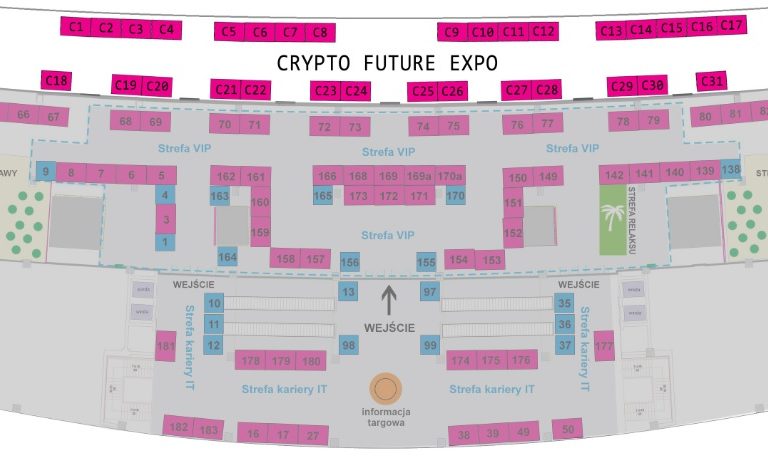 C1 C2 C3 C4 C5 C6 C7 C8 C9 C10 C11 C12 C13 C14 C15 C16 C17
CRYPTO FUTURE EXPO
C18 C19 C20 C21 C22 C23 C24 C25 C26 C27 C28 C29 C30 C31
66 67 68 69 70 71 72 73 74 75 76 77 78 79 80 81 82
Strefa VIP Strefa VIP Strefa VIP
AWY 9 8 7 6 5 162 161 166 168 169 169a 170a 150 149 142 141 140 139 138 ST
4 163 160 165 173 172 171 170 151
3 159 152 STREFA RELAKSU
1 164 158 157 156 Strefa VIP 155 154 153
WEJŚCIE 13 97 WEJŚCIE
10 WEJŚCIE 35
11 36
12 98 99 37
Strefa kariery IT Strefa kariery IT
181 178 179 180 174 175 176 177
Strefa kariery IT Strefa kariery IT
informacja
targowa
182 183 16 17 27 38 39 49 50